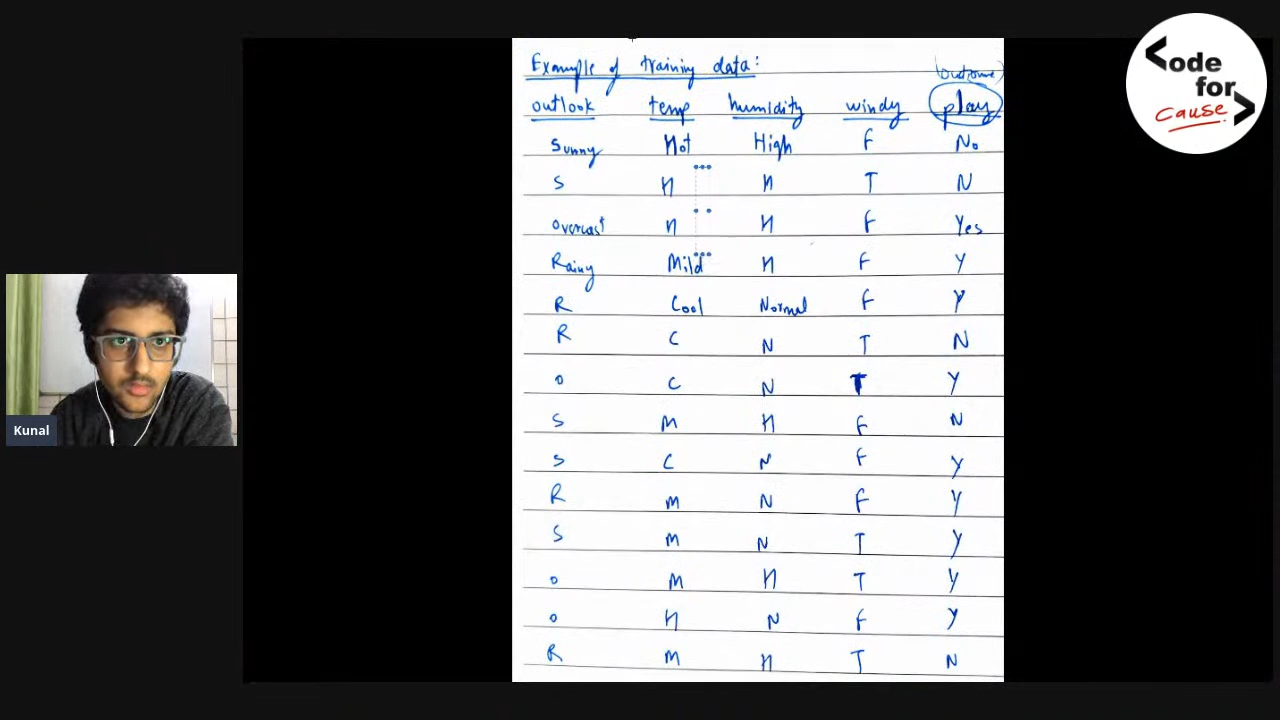 Example of training data:
(outcome)
outlook temp humidity windy play
Sunny Hot High F No
S H H T N
Overcast H H F Yes
Rainy Mild H F Y
R Cool Normal F Y
R C N T N
O C N T Y
S M H F N
S C N F Y
R M N F Y
S M N T Y
O M H T Y
O H N F Y
R M H T N
<ode
for>
cause
Kunal